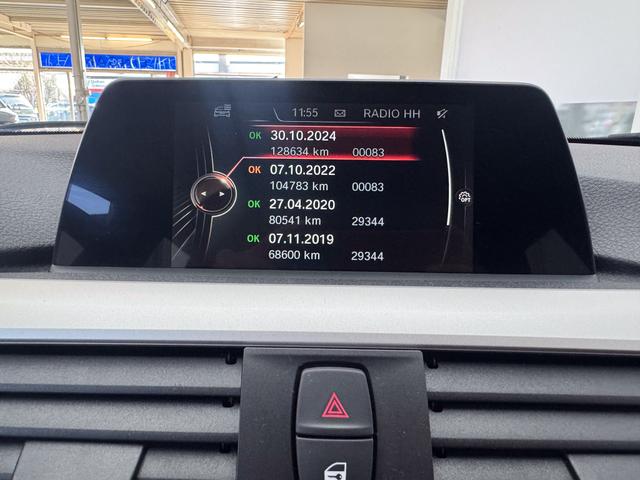 11:55 RADIO HH
OK 30.10.2024
128634 km 00083
OK 07.10.2022
104783 km 00083
OK 27.04.2020
80541 km 29344
OK 07.11.2019
68600 km 29344
OPT